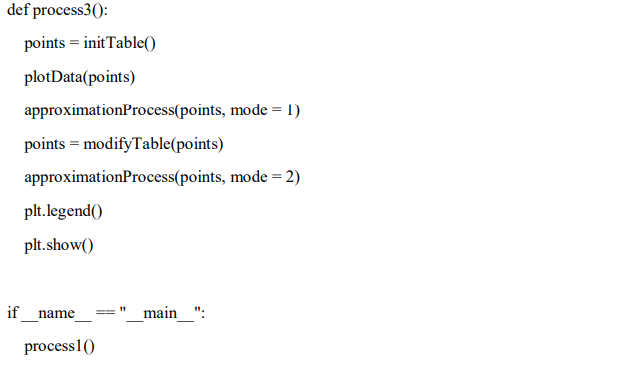 def process3():
points = initTable()
plotData(points)
approximationProcess(points, mode = 1)
points = modifyTable(points)
approximationProcess(points, mode = 2)
plt.legend()
plt.show()
if __name__ == "__main__":
process1()